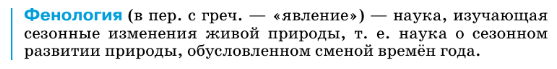 Фенология (в пер. с греч. — «явление») — наука, изучающая
сезонные изменения живой природы, т. е. наука о сезонном
развитии природы, обусловленном сменой времён года.